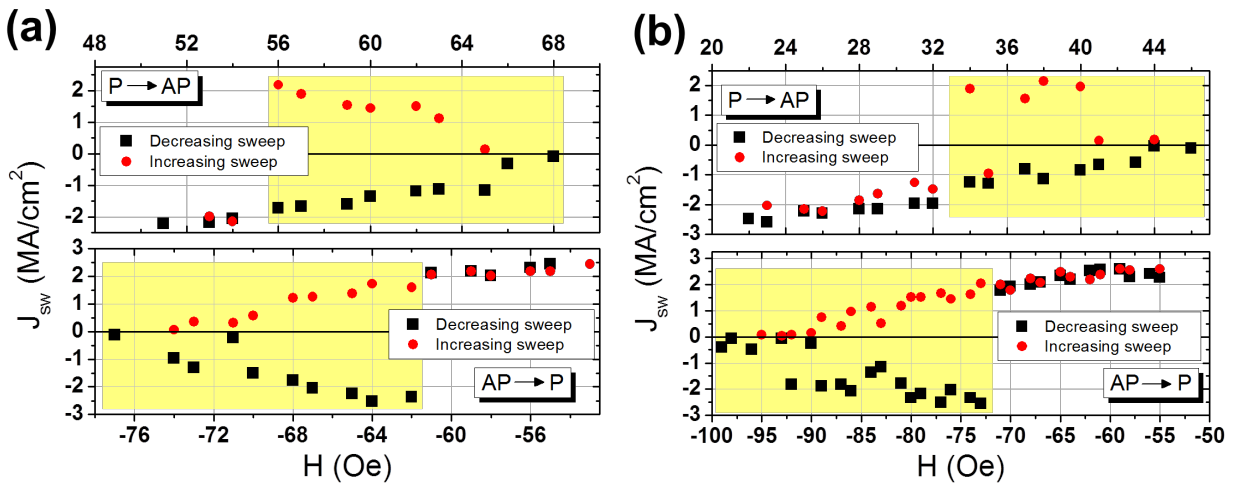 (a)
48 52 56 60 64 68
P → AP
Decreasing sweep
Increasing sweep
2
1
0
-1
-2
3
2
1
0
-1
-2
-3
Decreasing sweep
Increasing sweep
AP → P
-76 -72 -68 -64 -60 -56
H (Oe)
J_sw (MA/cm²)
(b)
20 24 28 32 36 40 44
P → AP
Decreasing sweep
Increasing sweep
2
1
0
-1
-2
-3
3
2
1
0
-1
-2
-3
Decreasing sweep
Increasing sweep
AP → P
-100 -95 -90 -85 -80 -75 -70 -65 -60 -55 -50
H (Oe)
J_sw (MA/cm²)